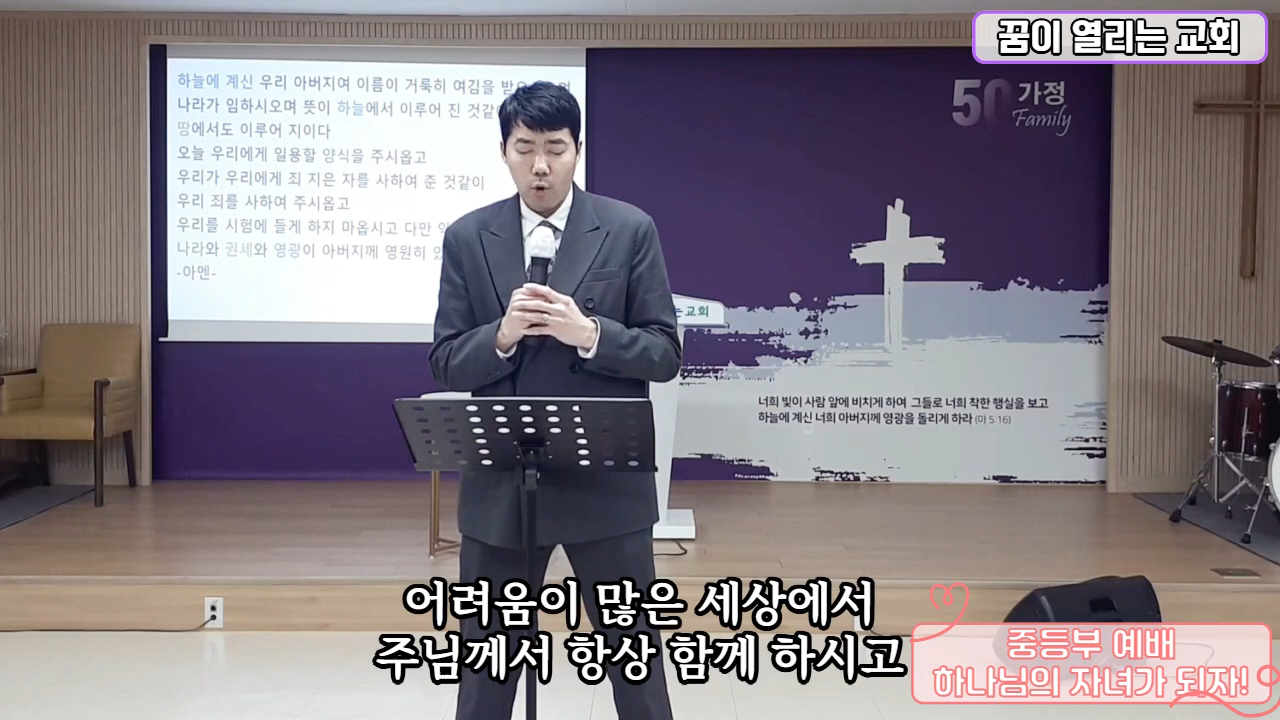 꿈이 열리는 교회
하늘에 계신 우리 아버지여 이름이 거룩히 여김을
나라가 임하시오며 뜻이 하늘에서 이루어 진 것같이
땅에서도 이루어 지이다
오늘 우리에게 일용할 양식을 주시옵고
우리가 우리에게 죄 지은 자를 사하여 준 것같이
우리 죄를 사하여 주시옵고
우리를 시험에 들게 하지 마옵시고 다만
나라와 권세와 영광이 아버지께 영원히
-아멘-
50 가정
Family
는교회
너희 빛이 사람 앞에 비치게 하여 그들로 너희 착한 행실을 보고
하늘에 계신 너희 아버지께 영광을 돌리게 하라 (마 5:16)
어려움이 많은 세상에서
주님께서 항상 함께 하시고
중등부 예배
하나님의 자녀가 되자!